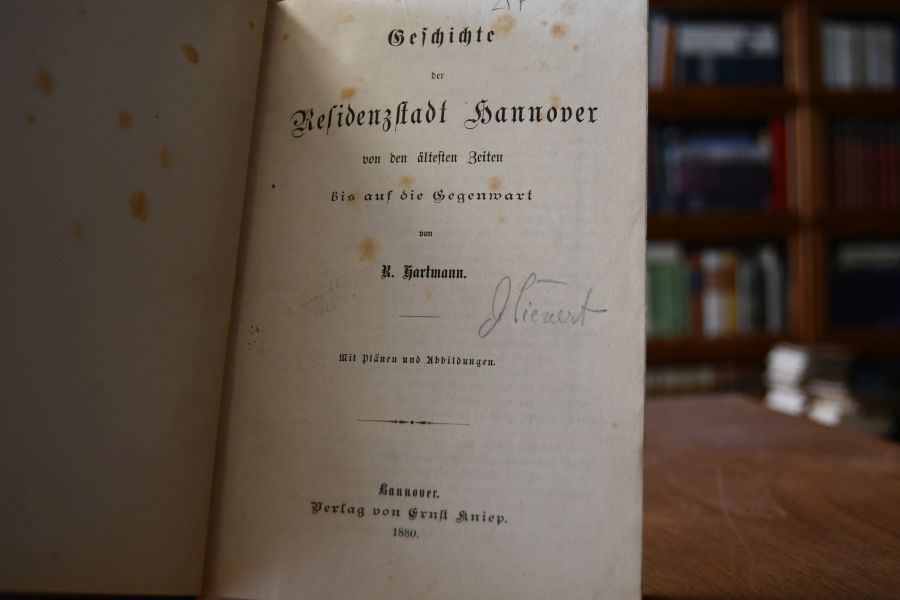 Geschichte
der
Residenzstadt Hannover
von den ältesten Zeiten
bis auf die Gegenwart
von
R. Hartmann.
Mit Plänen und Abbildungen.
Hannover.
Verlag von Ernst Kniep.
1880.